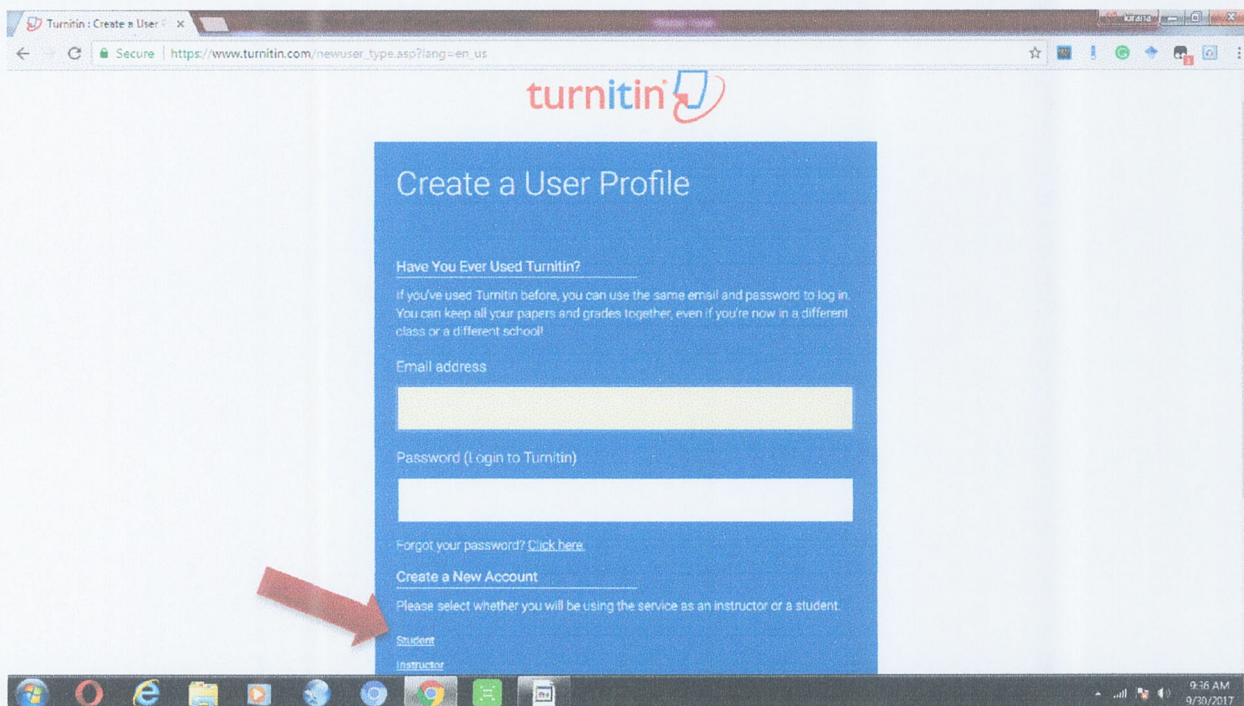 Turnitin : Create a User P
kirana
Secure | https://www.turnitin.com/newuser_type.asp?lang=en_us
turnitin
Create a User Profile
Have You Ever Used Turnitin?
If you've used Turnitin before, you can use the same email and password to log in.
You can keep all your papers and grades together, even if you're now in a different
class or a different school!
Email address
Password (Login to Turnitin)
Forgot your password? Click here.
Create a New Account
Please select whether you will be using the service as an instructor or a student.
Student
Instructor
9:36 AM
9/30/2017